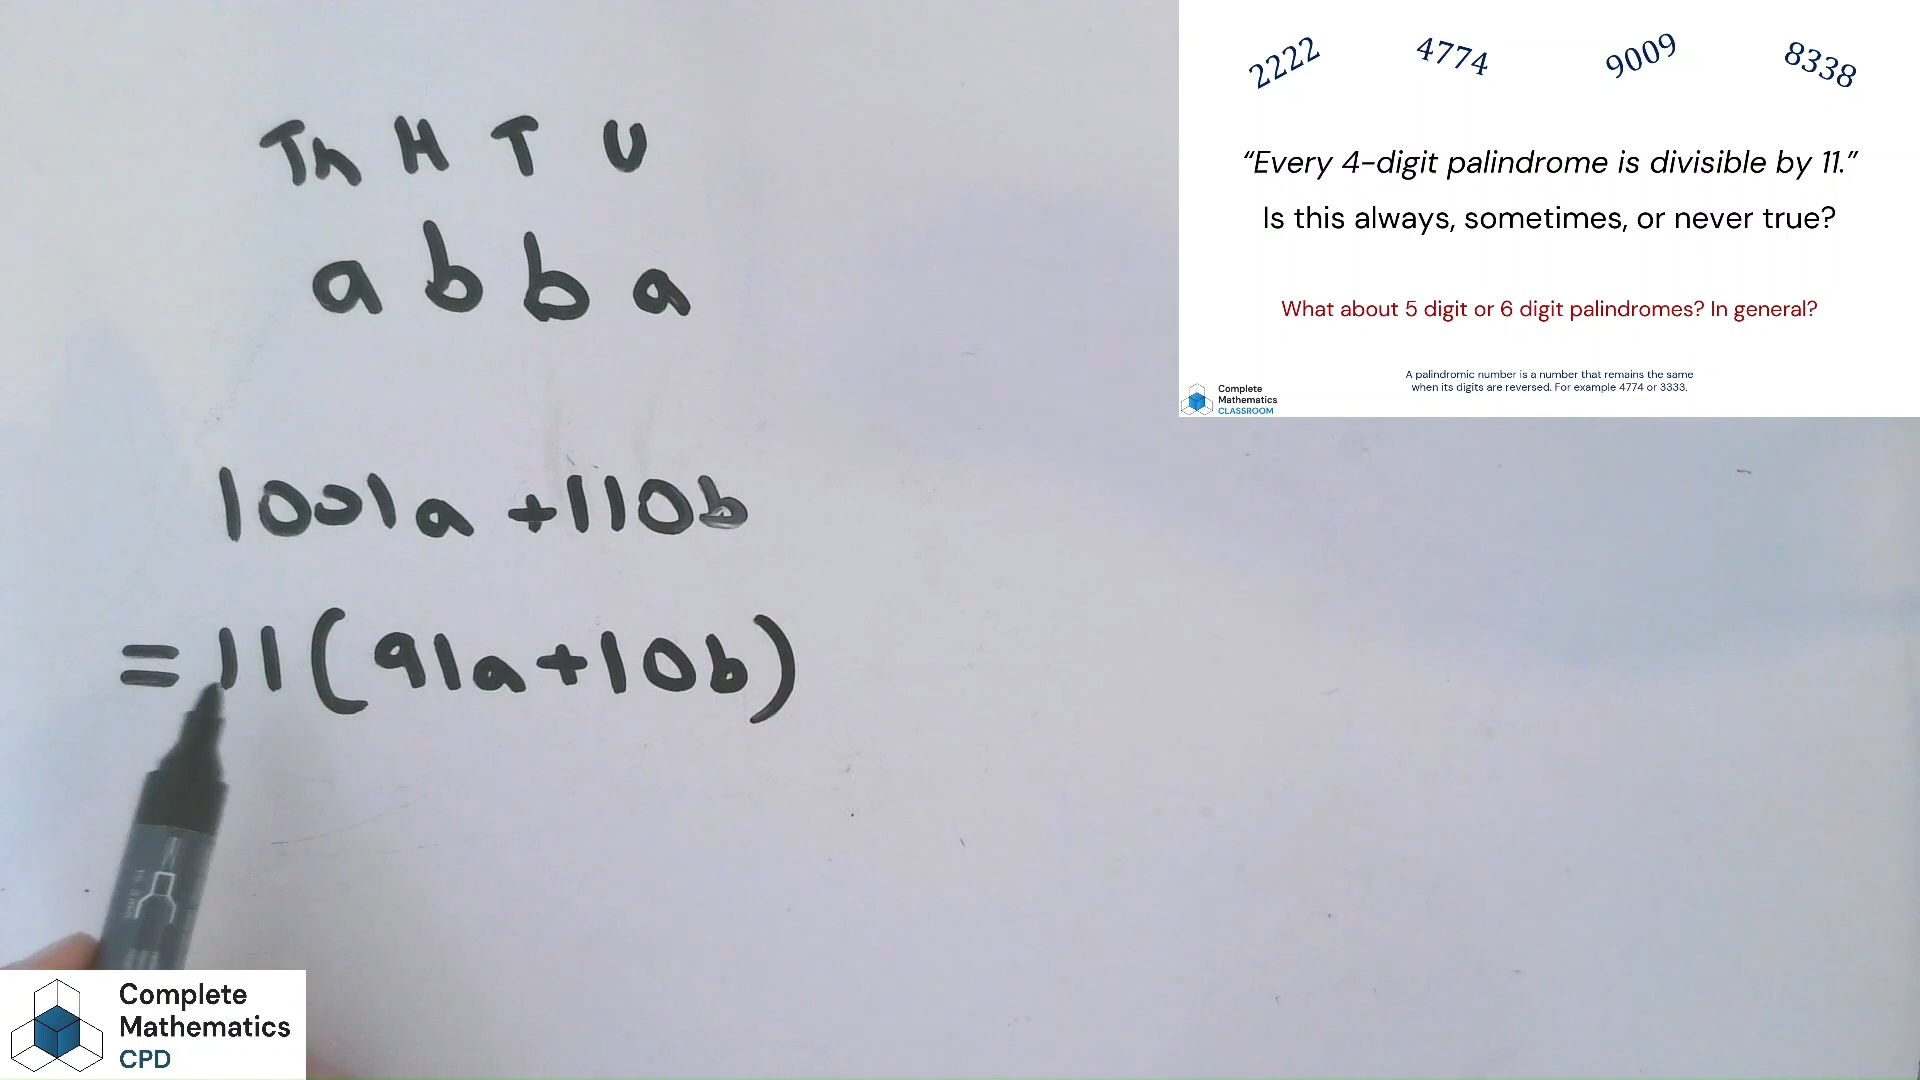 Th H T U
a b b a
1001a + 110b
= 11 (91a + 10b)
2222 4774 9009 8338
“Every 4-digit palindrome is divisible by 11.”
Is this always, sometimes, or never true?
What about 5 digit or 6 digit palindromes? In general?
A palindromic number is a number that remains the same
when its digits are reversed. For example 4774 or 3333.
Complete
Mathematics
CLASSROOM
Complete
Mathematics
CPD